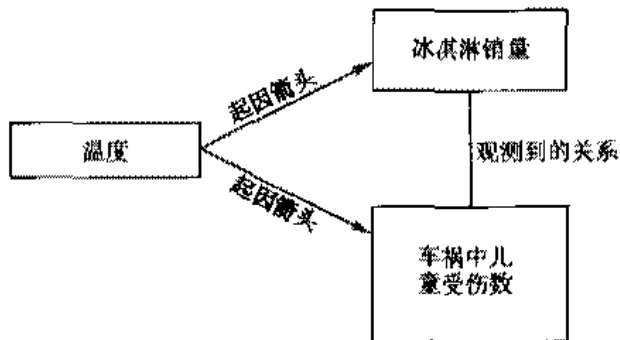 冰淇淋销量
起因箭头
温度
观测到的关系
起因箭头
车祸中儿
童受伤数